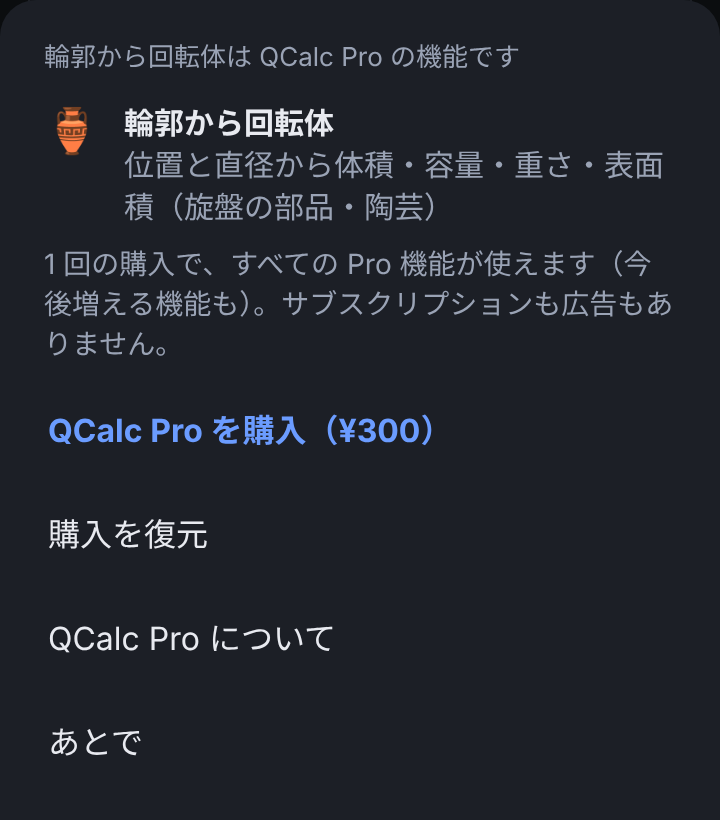 輪郭から回転体は QCalc Pro の機能です
輪郭から回転体
位置と直径から体積・容量・重さ・表面
積（旋盤の部品・陶芸）
1 回の購入で、すべての Pro 機能が使えます（今
後増える機能も）。サブスクリプションも広告もあ
りません。
QCalc Pro を購入（¥300）
購入を復元
QCalc Pro について
あとで